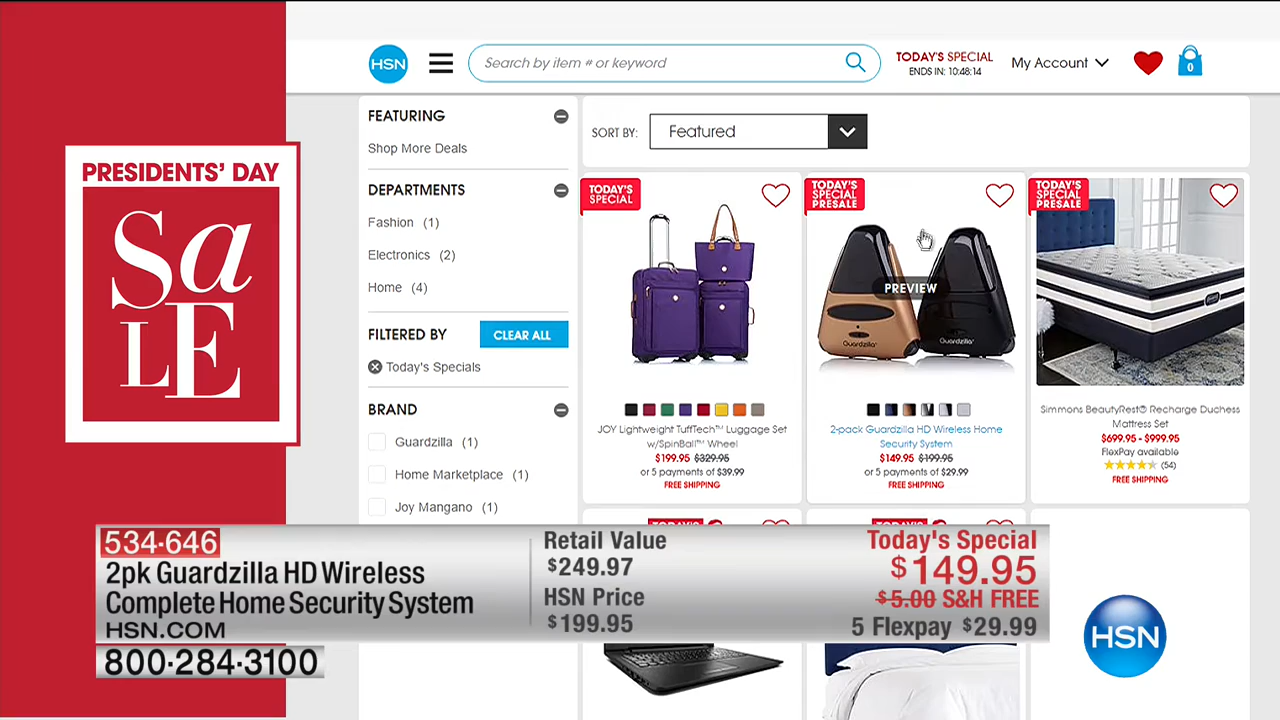 HSN
Search by item # or keyword
TODAY'S SPECIAL
ENDS IN: 10:48:14
My Account
0
PRESIDENTS' DAY
SaLE
FEATURING
Shop More Deals
DEPARTMENTS
Fashion (1)
Electronics (2)
Home (4)
FILTERED BY
CLEAR ALL
Today's Specials
BRAND
Guardzilla (1)
Home Marketplace (1)
Joy Mangano (1)
SORT BY:
Featured
TODAY'S
SPECIAL
JOY Lightweight TuffTech™ Luggage Set
w/SpinBall™ Wheel
$199.95 $329.95
or 5 payments of $39.99
FREE SHIPPING
TODAY'S
SPECIAL
PRESALE
PREVIEW
Guardzilla
Guardzilla
2-pack Guardzilla HD Wireless Home
Security System
$149.95 $199.95
or 5 payments of $29.99
FREE SHIPPING
TODAY'S
SPECIAL
PRESALE
Simmons BeautyRest® Recharge Duchess
Mattress Set
$699.95 - $999.95
FlexPay available
(54)
FREE SHIPPING
TODAY'S
TODAY'S
534-646
2pk Guardzilla HD Wireless
Complete Home Security System
HSN.COM
800-284-3100
Retail Value
$249.97
HSN Price
$199.95
Today's Special
$149.95
$5.00 S&H FREE
5 Flexpay $29.99
HSN